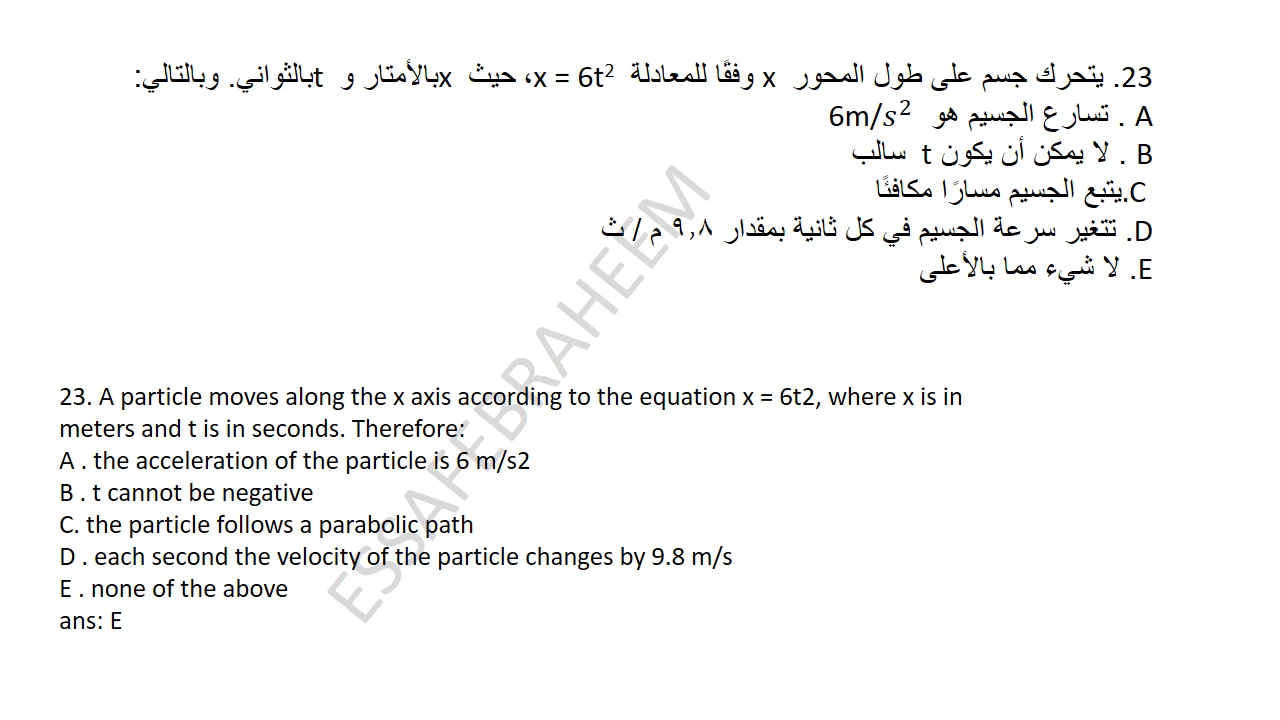 23. يتحرك جسم على طول المحور x وفقًا للمعادلة x = 6t²، حيث xبالأمتار و tبالثواني. وبالتالي:
A . تسارع الجسيم هو 6m/s²
B . لا يمكن أن يكون t سالب
C.يتبع الجسيم مسارًا مكافئًا
D. تتغير سرعة الجسيم في كل ثانية بمقدار ٩,٨ م / ث
E. لا شيء مما بالأعلى
23. A particle moves along the x axis according to the equation x = 6t2, where x is in
meters and t is in seconds. Therefore:
A . the acceleration of the particle is 6 m/s2
B . t cannot be negative
C. the particle follows a parabolic path
D . each second the velocity of the particle changes by 9.8 m/s
E . none of the above
ans: E
ESSAFEBRAHEEM